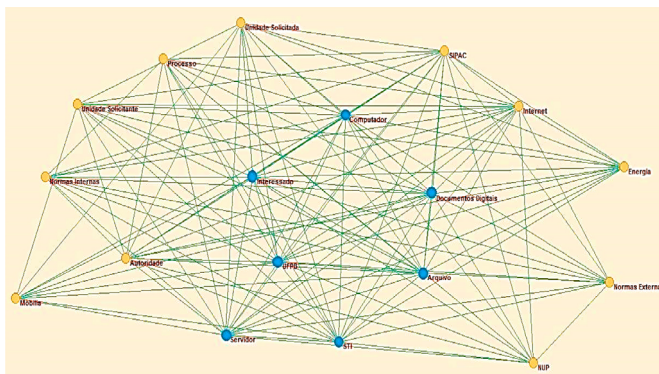 Unidade Solicitada
SIPAC
Processo
Unidade Solicitante
Internet
Computador
Energia
Normas Internas
Interessado
Documentos Digitais
Autoridade
UFPB
Arquivo
Normas Externa
Mobília
Servidor
STI
NUP